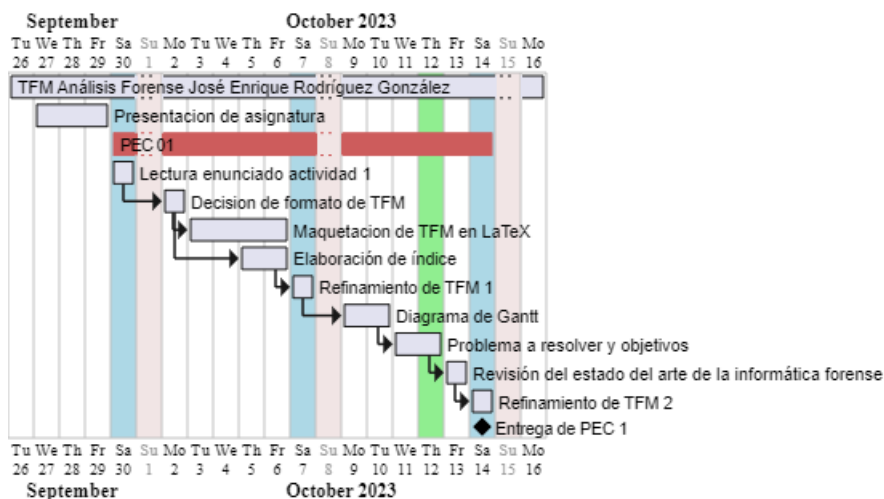 September October 2023
Tu We Th Fr Sa Su Mo Tu We Th Fr Sa Su Mo Tu We Th Fr Sa Su Mo
26 27 28 29 30 1 2 3 4 5 6 7 8 9 10 11 12 13 14 15 16
TFM Análisis Forense José Enrique Rodríguez González
Presentacion de asignatura
PEC 01
Lectura enunciado actividad 1
Decision de formato de TFM
Maquetacion de TFM en LaTeX
Elaboración de índice
Refinamiento de TFM 1
Diagrama de Gantt
Problema a resolver y objetivos
Revisión del estado del arte de la informática forense
Refinamiento de TFM 2
Entrega de PEC 1
Tu We Th Fr Sa Su Mo Tu We Th Fr Sa Su Mo Tu We Th Fr Sa Su Mo
26 27 28 29 30 1 2 3 4 5 6 7 8 9 10 11 12 13 14 15 16
September October 2023